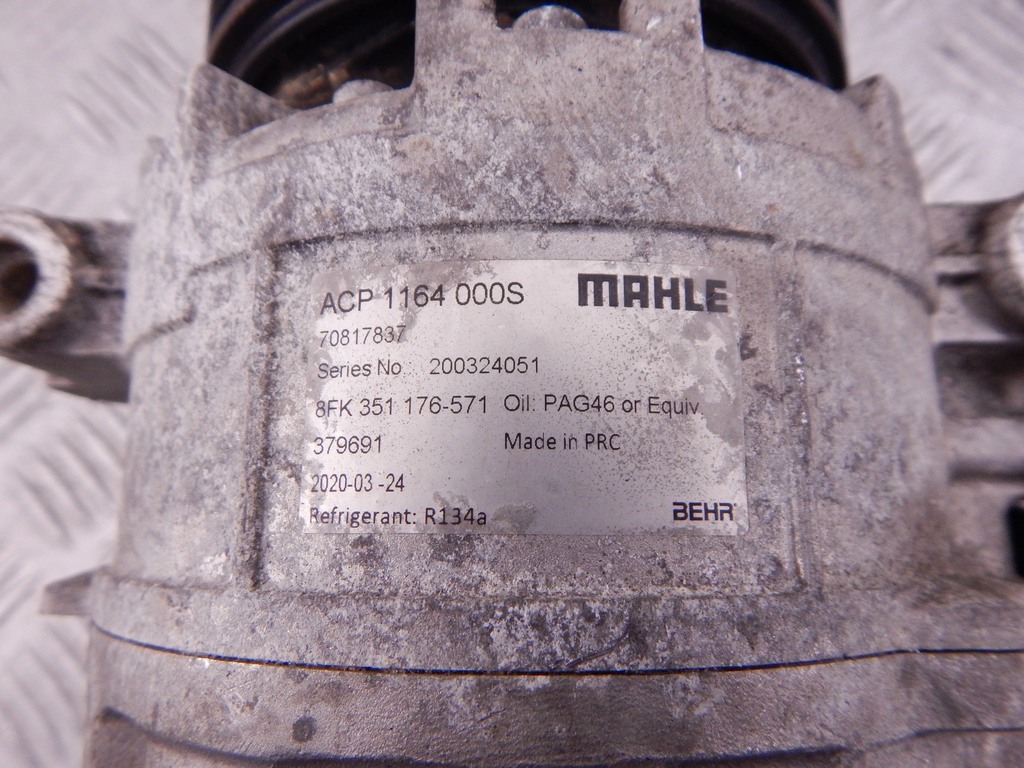 ACP 1164 000S MAHLE
70817837
Series No 200324051
8FK 351 176-571 Oil: PAG46 or Equiv.
379691 Made in PRC
2020-03 -24
Refrigerant: R134a BEHR